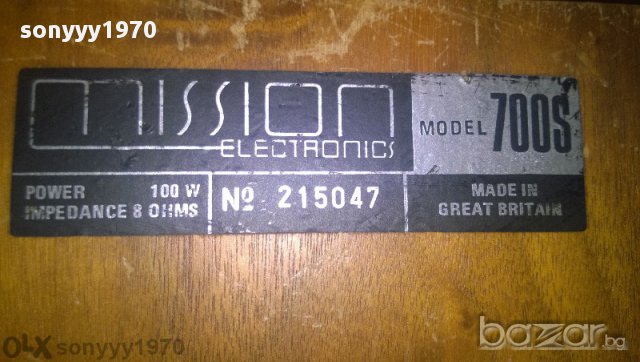 sonyyy1970
mission
ELECTRONICS
MODEL 700S
POWER 100 W
IMPEDANCE 8 OHMS
Nº 215047
MADE IN
GREAT BRITAIN
OLX sonyyy1970
bazar.bg